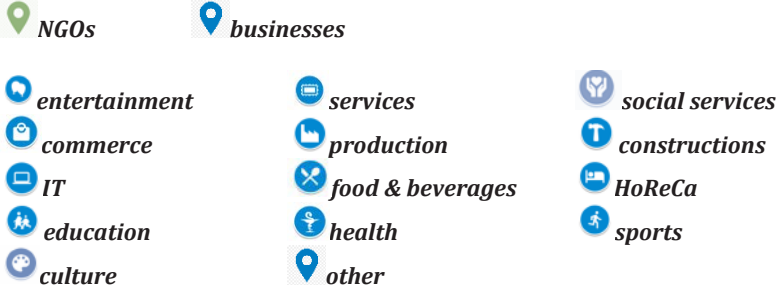 NGOs businesses
entertainment services social services
commerce production constructions
IT food & beverages HoReCa
education health sports
culture other